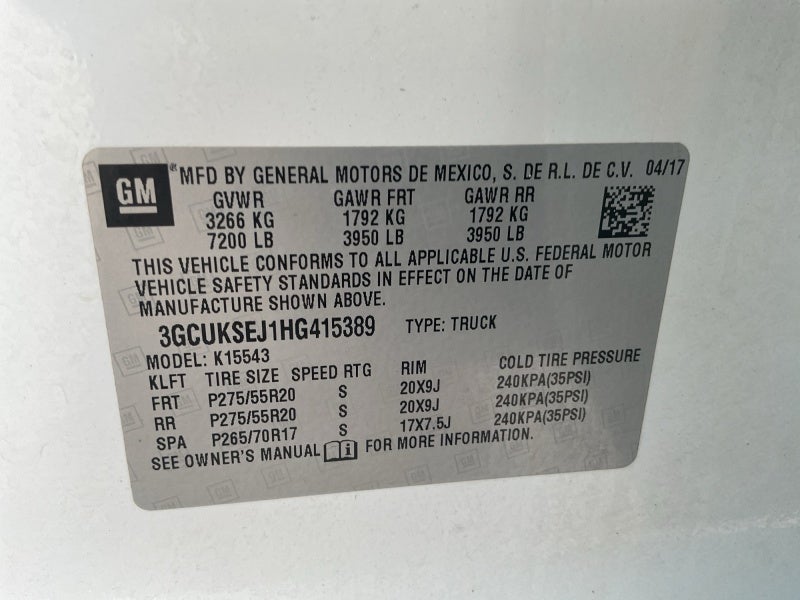 GM ® MFD BY GENERAL MOTORS DE MEXICO, S. DE R.L. DE C.V. 04/17
GVWR GAWR FRT GAWR RR
3266 KG 1792 KG 1792 KG
7200 LB 3950 LB 3950 LB
THIS VEHICLE CONFORMS TO ALL APPLICABLE U.S. FEDERAL MOTOR
VEHICLE SAFETY STANDARDS IN EFFECT ON THE DATE OF
MANUFACTURE SHOWN ABOVE.
3GCUKSEJ1HG415389 TYPE: TRUCK
MODEL: K15543
KLFT TIRE SIZE SPEED RTG RIM COLD TIRE PRESSURE
FRT P275/55R20 S 20X9J 240KPA(35PSI)
RR P275/55R20 S 20X9J 240KPA(35PSI)
SPA P265/70R17 S 17X7.5J 240KPA(35PSI)
SEE OWNER'S MANUAL FOR MORE INFORMATION.